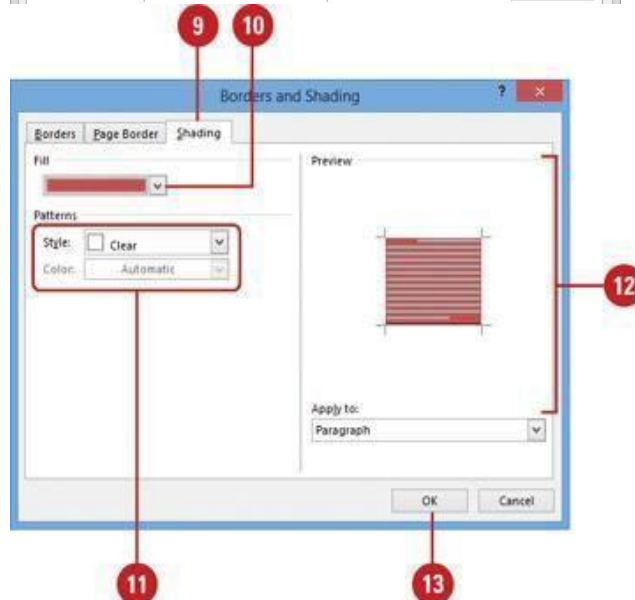 9 10
Borders and Shading ? ×
Borders Page Border Shading
Fill Preview
Patterns
Style: Clear
Color: Automatic
12
Apply to:
Paragraph
OK Cancel
11 13